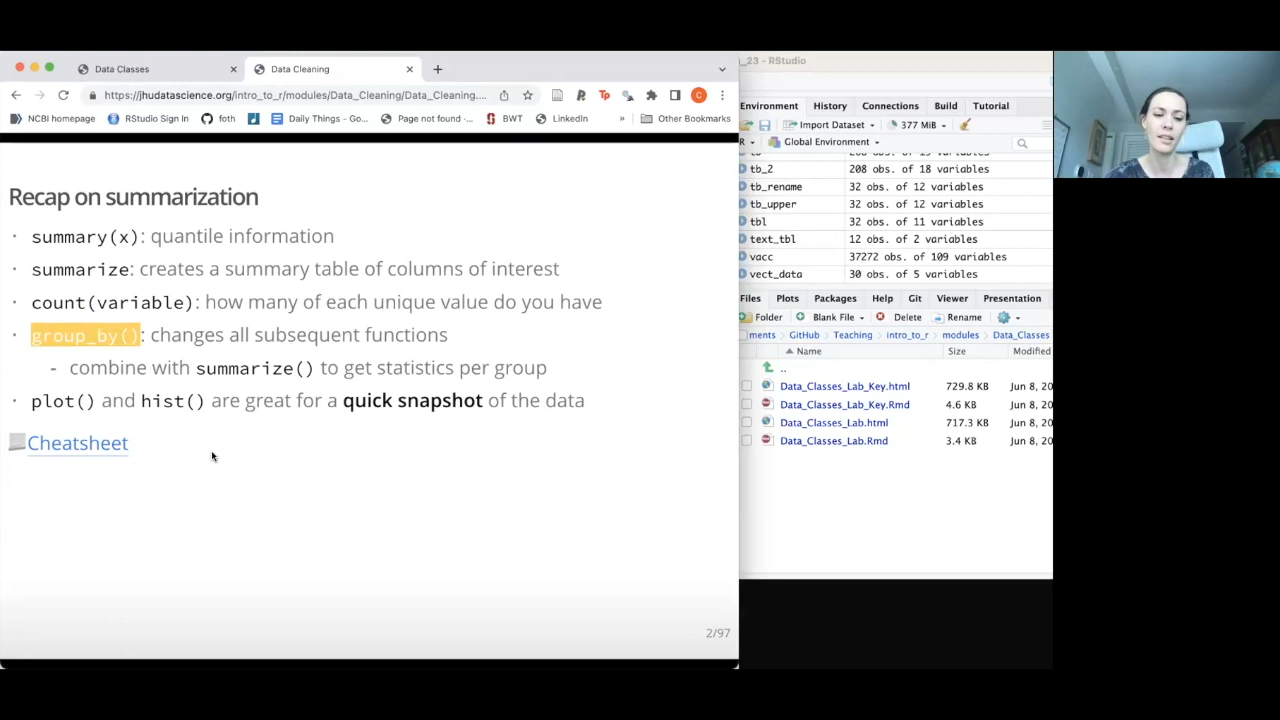 Data Classes
Data Cleaning
https://jhudatascience.org/intro_to_r/modules/Data_Cleaning/Data_Cleaning....
NCBI homepage
RStudio Sign In
foth
Daily Things - Go...
Page not found ·...
BWT
LinkedIn
»
Other Bookmarks
Recap on summarization
· summary(x): quantile information
· summarize: creates a summary table of columns of interest
· count(variable): how many of each unique value do you have
· group_by(): changes all subsequent functions
- combine with summarize() to get statistics per group
· plot() and hist() are great for a quick snapshot of the data
Cheatsheet
2/97
_23 - RStudio
Environment History Connections Build Tutorial
Import Dataset 377 MiB
R Global Environment
tb_2 208 obs. of 18 variables
tb_rename 32 obs. of 12 variables
tb_upper 32 obs. of 12 variables
tbl 32 obs. of 11 variables
text_tbl 12 obs. of 2 variables
vacc 37272 obs. of 109 variables
vect_data 30 obs. of 5 variables
Files Plots Packages Help Git Viewer Presentation
Folder Blank File Delete Rename
ments GitHub Teaching intro_to_r modules Data_Classes
Name Size Modified
..
Data_Classes_Lab_Key.html 729.8 KB Jun 8, 20
Data_Classes_Lab_Key.Rmd 4.6 KB Jun 8, 20
Data_Classes_Lab.html 717.3 KB Jun 8, 20
Data_Classes_Lab.Rmd 3.4 KB Jun 8, 20